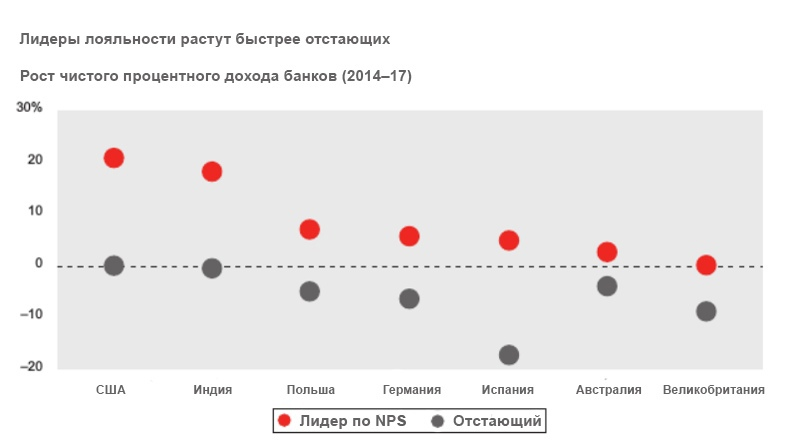 Лидеры лояльности растут быстрее отстающих
Рост чистого процентного дохода банков (2014–17)
30%
20
10
0
–10
–20
США Индия Польша Германия Испания Австралия Великобритания
Лидер по NPS Отстающий